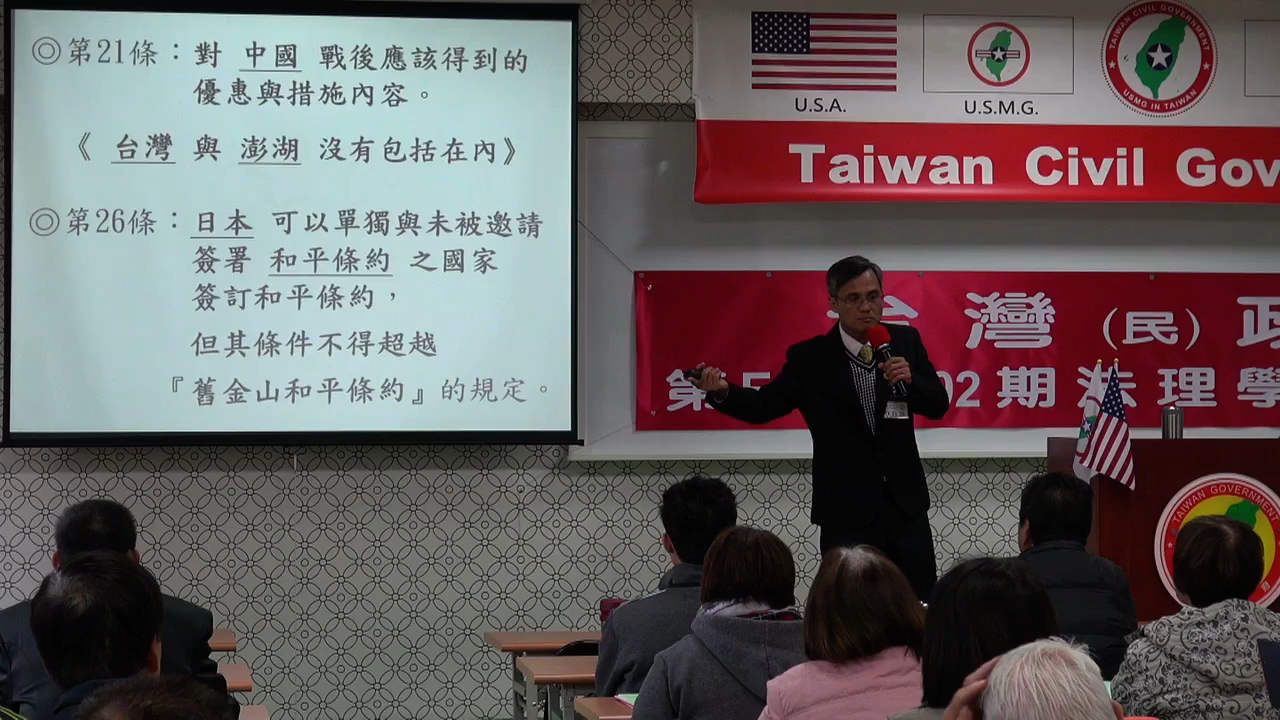 ◎第21條：對 中國 戰後應該得到的
優惠與措施內容。
《 台灣 與 澎湖 沒有包括在內》
◎第26條：日本 可以單獨與未被邀請
簽署 和平條約 之國家
簽訂和平條約，
但其條件不得超越
『舊金山和平條約』的規定。
U.S.A.
U.S.M.G.
TAIWAN CIVIL GOVERNMENT
USMG IN TAIWAN
Taiwan Civil Gov
台灣(民)政
第
02期法理學
TAIWAN GOVERNMENT